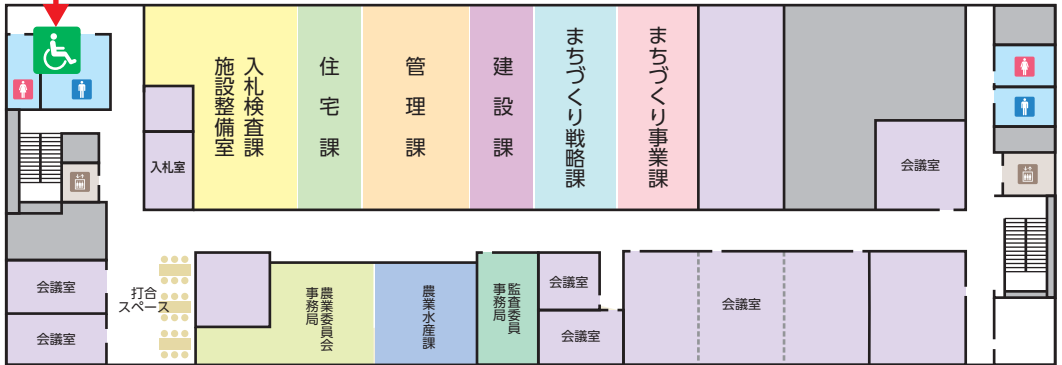 入札検査課
施設整備室
住宅課
管理課
建設課
まちづくり戦略課
まちづくり事業課
入札室
会議室
会議室
会議室
打合
スペース
農業委員会
事務局
農業水産課
監査委員
事務局
会議室
会議室
会議室